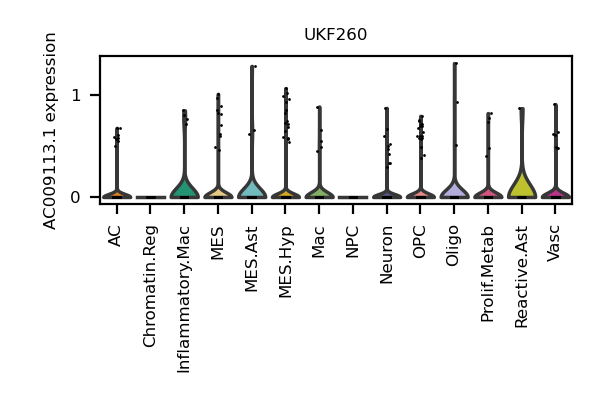 UKF260
AC009113.1 expression
1
0
AC
Chromatin.Reg
Inflammatory.Mac
MES
MES.Ast
MES.Hyp
Mac
NPC
Neuron
OPC
Oligo
Prolif.Metab
Reactive.Ast
Vasc